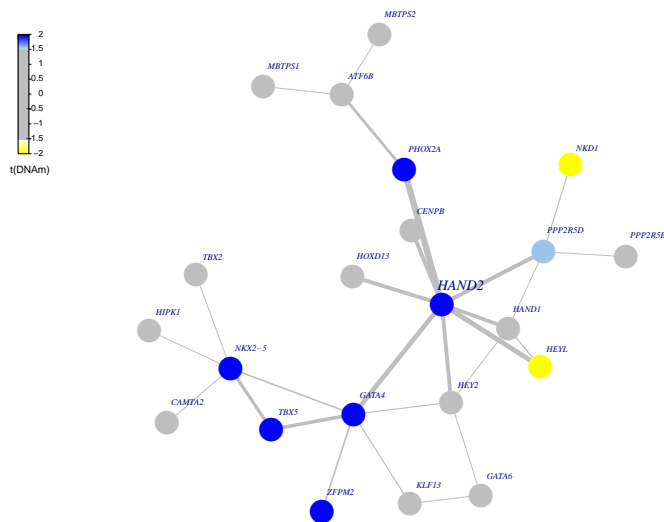 MBTPS2
2
1.5
1
0.5
0
−0.5
−1
−1.5
−2
t(DNAm)
MBTPS1
ATF6B
PHOX2A
NKD1
CENPB
PPP2R5D
TBX2
HOXD13
HAND2
HIPK1
HAND1
NKX2−5
HEYL
CAMTA2
TBX5
GATA4
HEY2
ZFPM2
KLF13
GATA6